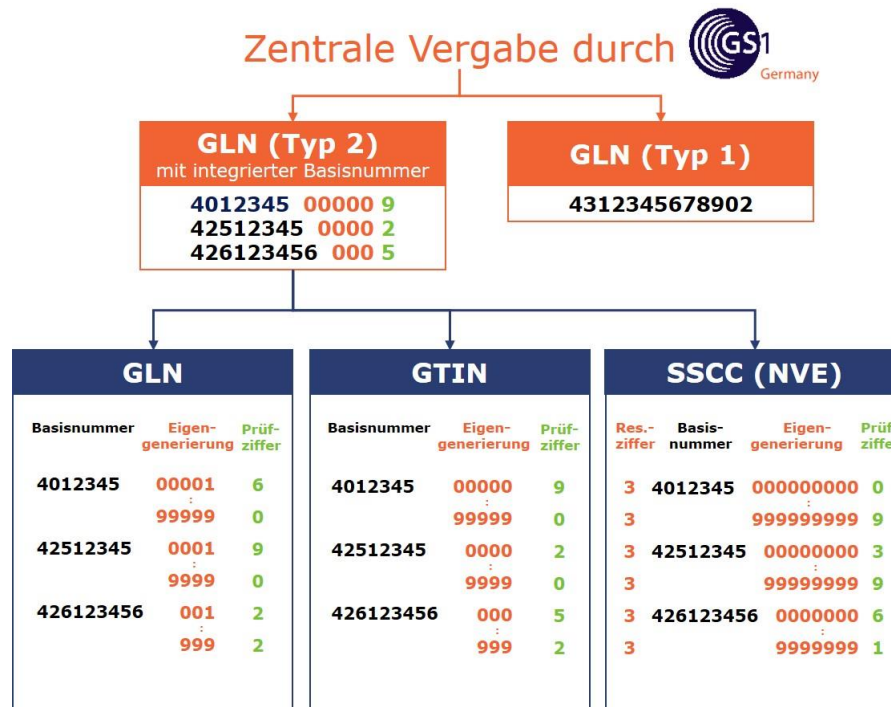 Zentrale Vergabe durch GS1
Germany
GLN (Typ 2)
mit integrierter Basisnummer
4012345 00000 9
42512345 0000 2
426123456 000 5
GLN (Typ 1)
4312345678902
GLN
Basisnummer Eigen- Prüf-
generierung ziffer
4012345 00001 6
:
99999 0
42512345 0001 9
:
9999 0
426123456 001 2
:
999 2
GTIN
Basisnummer Eigen- Prüf-
generierung ziffer
4012345 00000 9
:
99999 0
42512345 0000 2
:
9999 0
426123456 000 5
:
999 2
SSCC (NVE)
Res.- Basis- Eigen- Prüf
ziffer nummer generierung ziffe
3 4012345 000000000 0
:
3 999999999 9
3 42512345 00000000 3
:
3 99999999 9
3 426123456 0000000 6
:
3 9999999 1